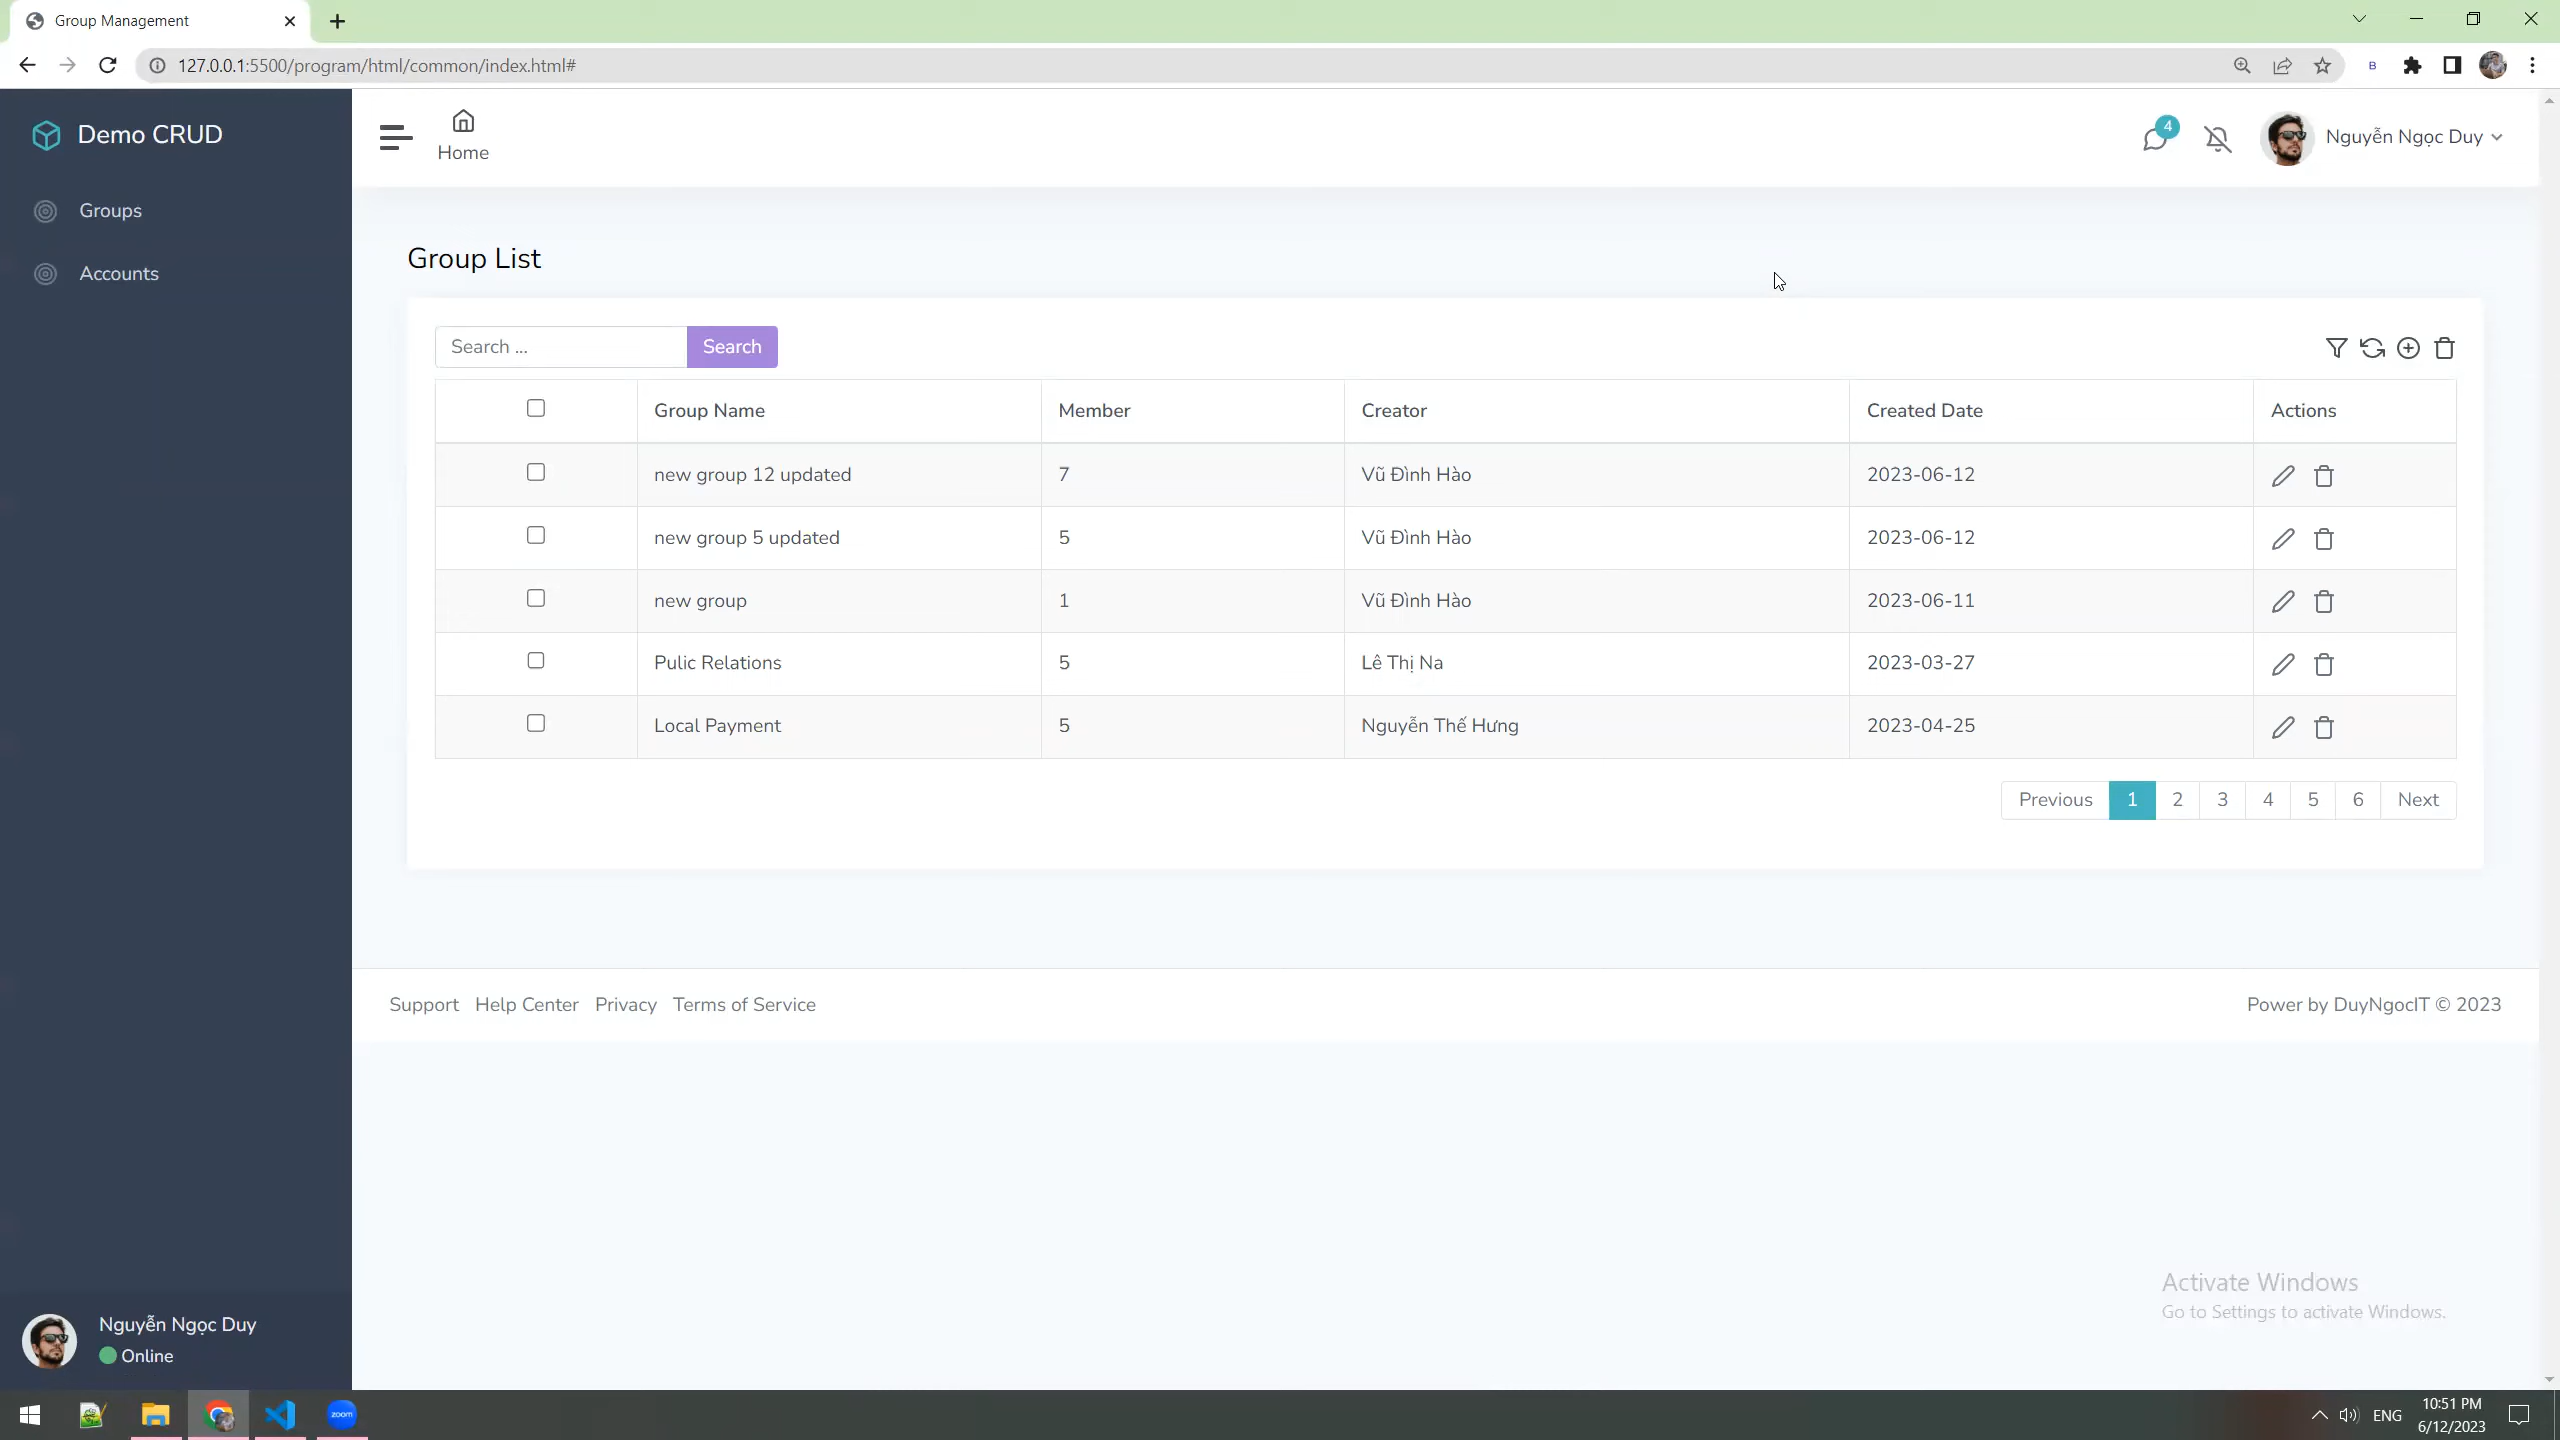 Group Management
127.0.0.1:5500/program/html/common/index.html#
B
Demo CRUD
Home
4
Nguyễn Ngọc Duy
Groups
Accounts
Group List
Search ...
Search
Group Name
Member
Creator
Created Date
Actions
new group 12 updated
7
Vũ Đình Hào
2023-06-12
new group 5 updated
5
Vũ Đình Hào
2023-06-12
new group
1
Vũ Đình Hào
2023-06-11
Pulic Relations
5
Lê Thị Na
2023-03-27
Local Payment
5
Nguyễn Thế Hưng
2023-04-25
Previous
1
2
3
4
5
6
Next
Support
Help Center
Privacy
Terms of Service
Power by DuyNgocIT © 2023
Activate Windows
Go to Settings to activate Windows.
Nguyễn Ngọc Duy
Online
zoom
ENG
10:51 PM
6/12/2023